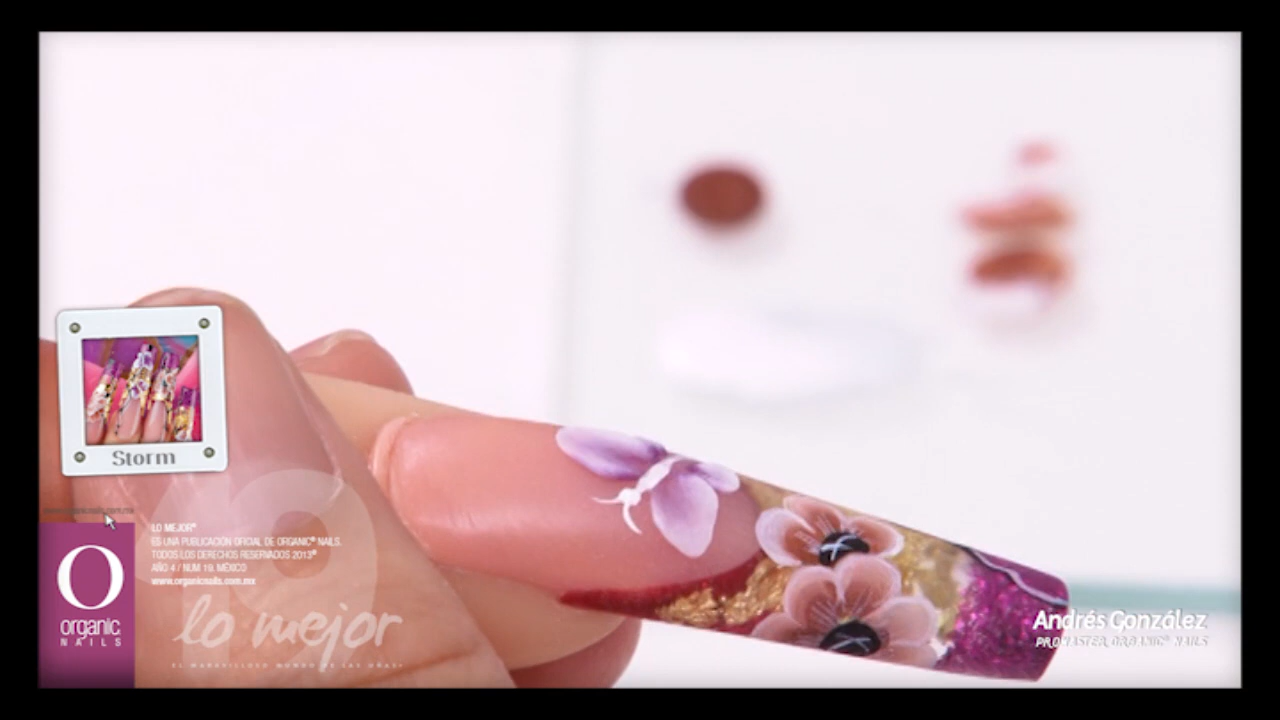 Storm
LO MEJOR®
ES UNA PUBLICACIÓN OFICIAL DE ORGANIC® NAILS.
TODOS LOS DERECHOS RESERVADOS 2013®
AÑO 4 / NUM 19. MÉXICO
www.organicnails.com.mx
19
lo mejor
EL MARAVILLOSO MUNDO DE LAS UÑAS®
O
organic
NAILS
Andrés González
PROMASTER ORGANIC® NAILS